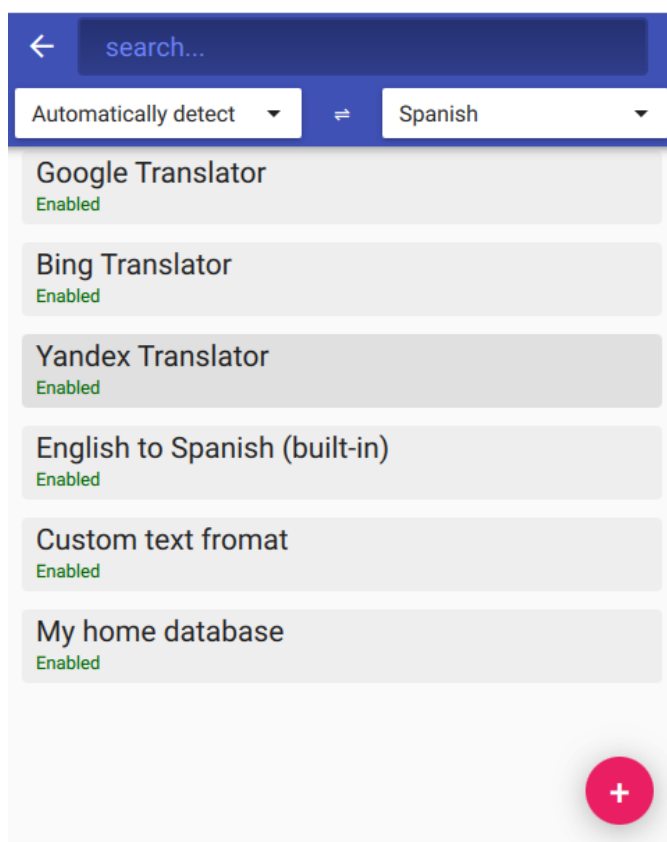 search...
Automatically detect ⇌ Spanish
Google Translator
Enabled
Bing Translator
Enabled
Yandex Translator
Enabled
English to Spanish (built-in)
Enabled
Custom text fromat
Enabled
My home database
Enabled
+